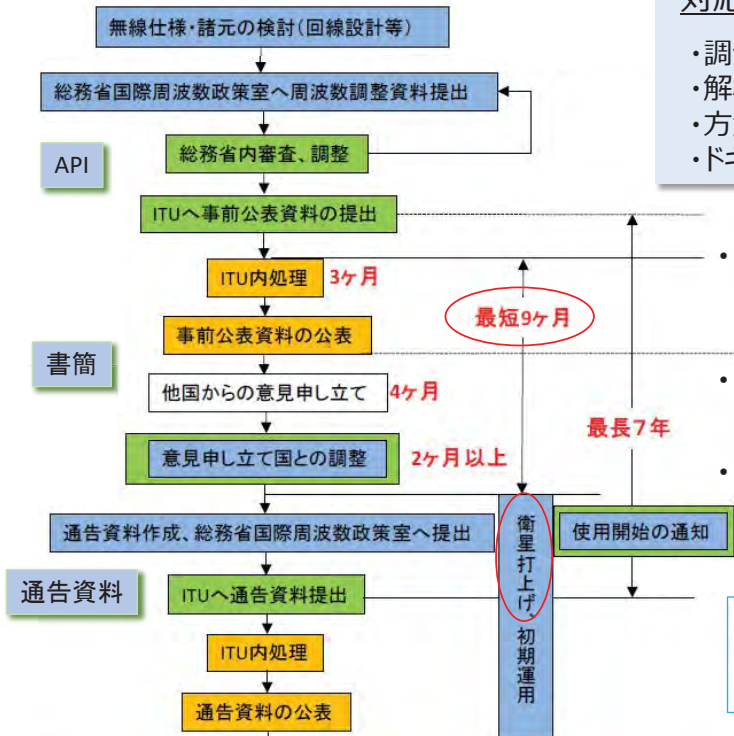 無線仕様・諸元の検討(回線設計等)
総務省国際周波数政策室へ周波数調整資料提出
総務省内審査、調整
API
ITUへ事前公表資料の提出
ITU内処理
3ヶ月
最短9ヶ月
事前公表資料の公表
書簡
他国からの意見申し立て
4ヶ月
最長7年
意見申し立て国との調整
2ヶ月以上
通告資料作成、総務省国際周波数政策室へ提出
衛星打上げ、初期運用
使用開始の通知
通告資料
ITUへ通告資料提出
ITU内処理
通告資料の公表
・調
・解
・方
・ド
・
・
・